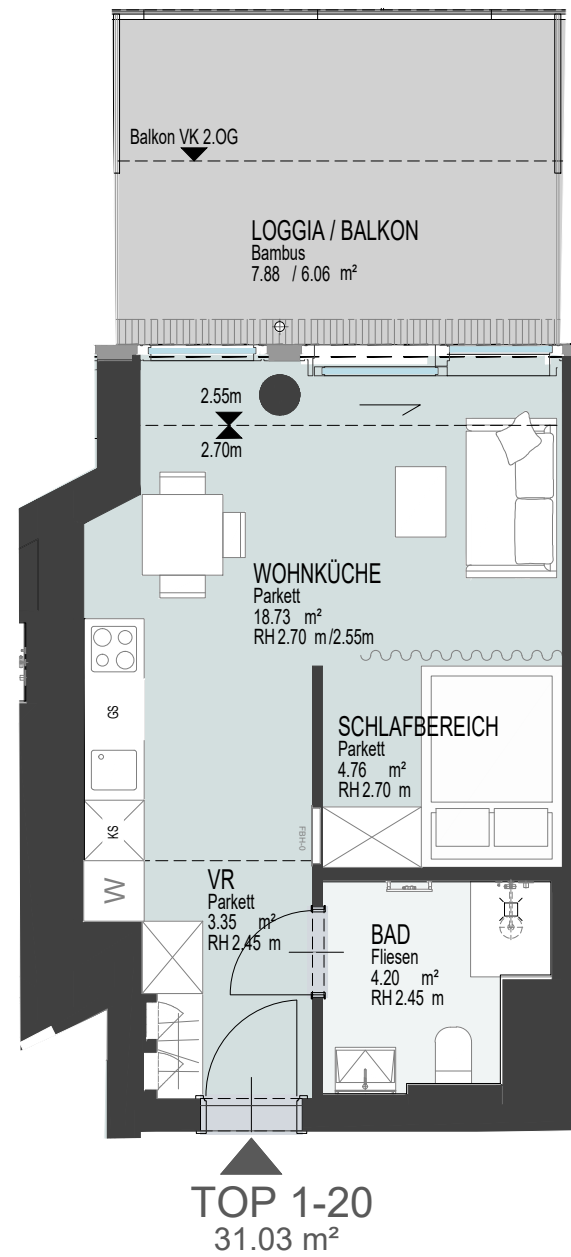 Balkon VK 2.OG
LOGGIA / BALKON
Bambus
7.88 / 6.06 m²
2.55m
2.70m
WOHNKÜCHE
Parkett
18.73 m²
RH 2.70 m/2.55m
GS
SCHLAFBEREICH
Parkett
4.76 m²
RH 2.70 m
KS
FBH-0
W
VR
Parkett
3.35 m²
RH 2.45 m
BAD
Fliesen
4.20 m²
RH 2.45 m
TOP 1-20
31.03 m²